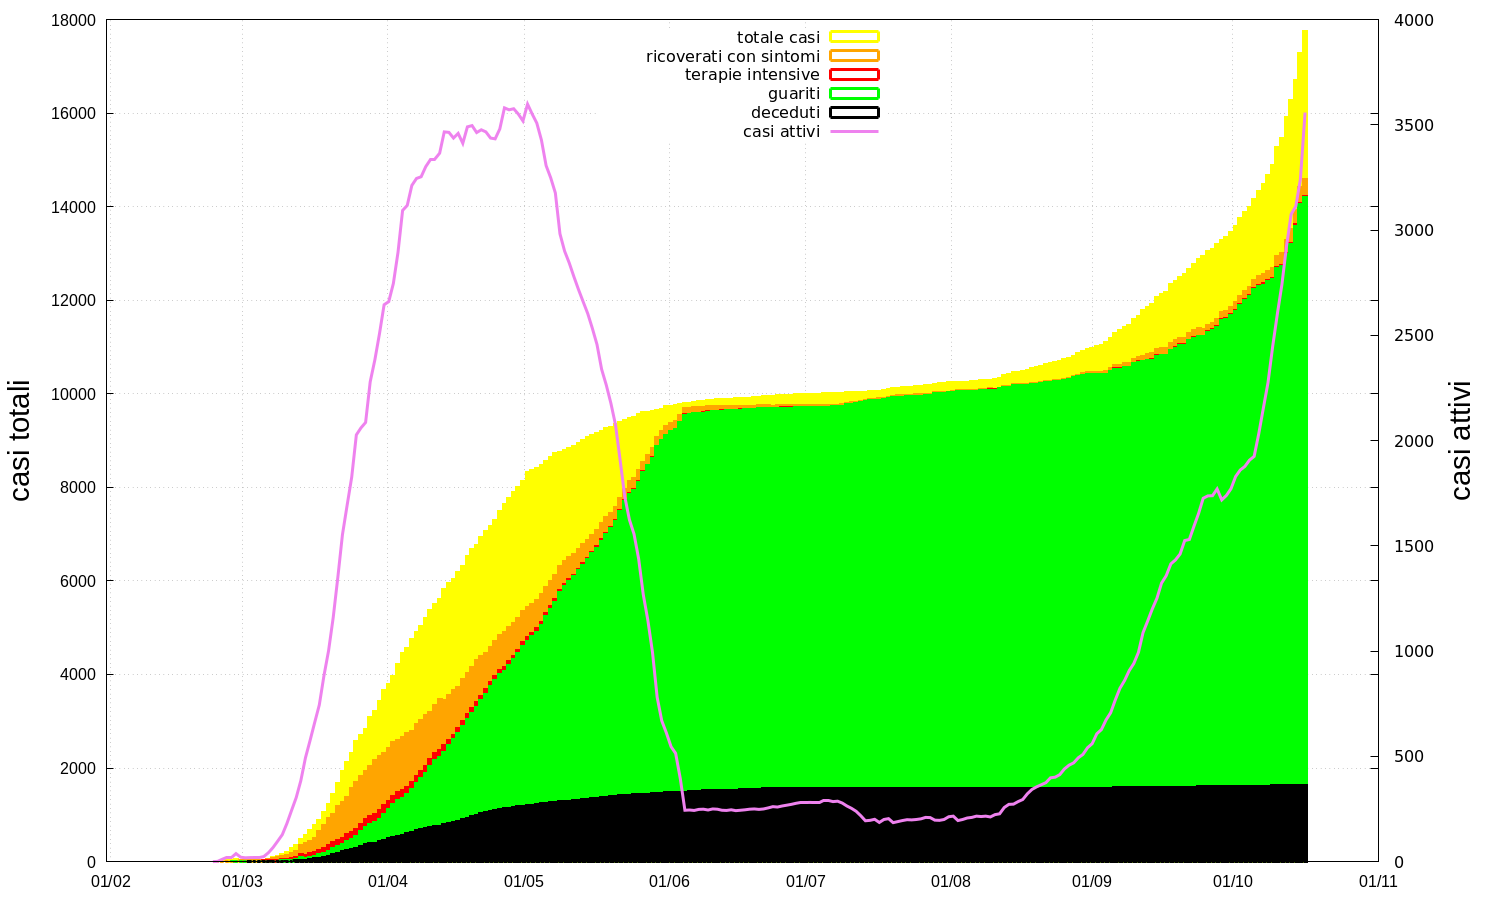 totale casi
ricoverati con sintomi
terapie intensive
guariti
deceduti
casi attivi
casi totali
18000
16000
14000
12000
10000
8000
6000
4000
2000
0
casi attivi
4000
3500
3000
2500
2000
1500
1000
500
0
01/02 01/03 01/04 01/05 01/06 01/07 01/08 01/09 01/10 01/11